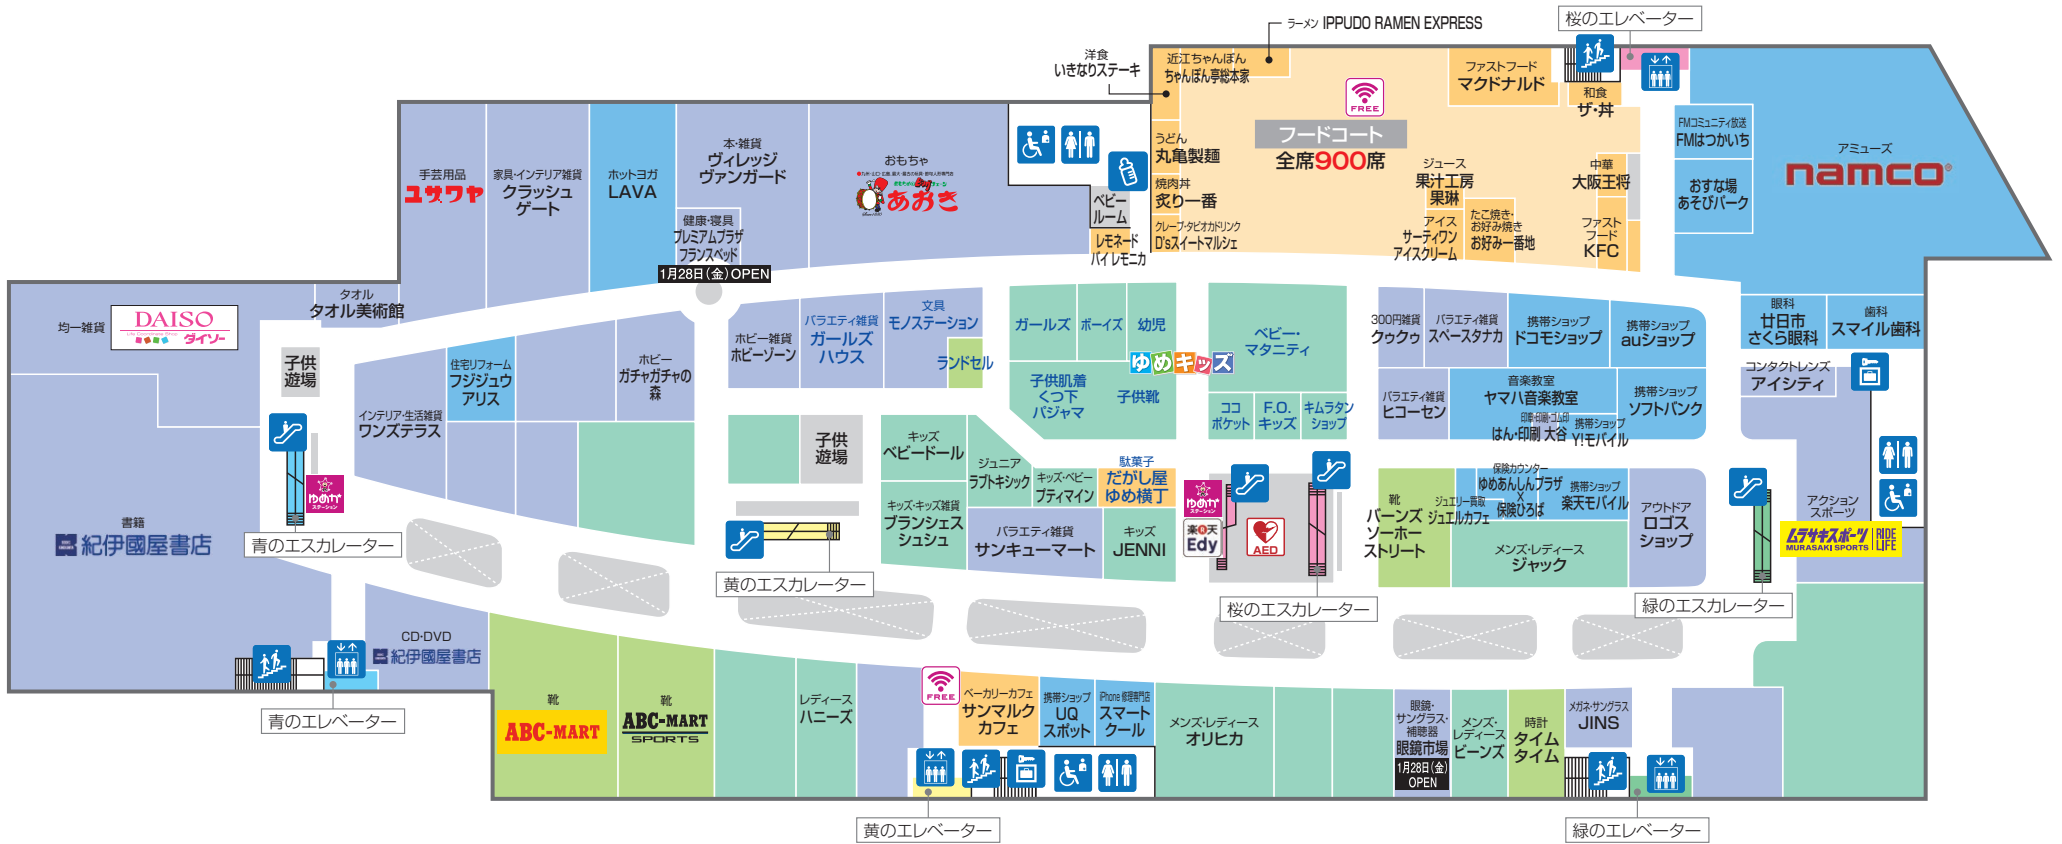 桜のエレベーター
ラーメン IPPUDO RAMEN EXPRESS
洋食
いきなりステーキ
近江ちゃんぽん
ちゃんぽん亭総本家
ファストフード
マクドナルド
和食
ザ・丼
FREE
フードコート
全席900席
うどん
丸亀製麺
焼肉丼
炙り一番
クレープ・タピオカドリンク
D'sスイートマルシェ
ジュース
果汁工房
果琳
アイス
サーティワン
アイスクリーム
たこ焼き・
お好み焼き
お好み一番地
中華
大阪王将
ファスト
フード
KFC
FMコミュニティ放送
FMはつかいち
おすな場
あそびパーク
アミューズ
namco
手芸用品
ユザワヤ
家具・インテリア雑貨
クラッシュ
ゲート
ホットヨガ
LAVA
本・雑貨
ヴィレッジ
ヴァンガード
健康・寝具
プレミアムプラザ
フランスベッド
1月28日(金)OPEN
おもちゃ
あおき
ベビー
ルーム
レモネード
バイ レモニカ
均一雑貨
DAISO
ダイソー
タオル
タオル美術館
子供
遊場
インテリア・生活雑貨
ワンズテラス
住宅リフォーム
フジジュウ
アリス
ホビー
ガチャガチャの
森
ホビー雑貨
ホビーゾーン
バラエティ雑貨
ガールズ
ハウス
文具
モノステーション
ランドセル
ガールズ
ボーイズ
幼児
ゆめキッズ
子供肌着
くつ下
パジャマ
子供靴
ベビー・
マタニティ
ココ
ポケット
F.O.
キッズ
キムラタン
ショップ
300円雑貨
クゥクゥ
バラエティ雑貨
スペースタナカ
携帯ショップ
ドコモショップ
携帯ショップ
auショップ
バラエティ雑貨
ヒコーセン
音楽教室
ヤマハ音楽教室
印章・印刷・ゴム印
はん・印刷 大谷
携帯ショップ
Y!モバイル
携帯ショップ
ソフトバンク
眼科
廿日市
さくら眼科
歯科
スマイル歯科
コンタクトレンズ
アイシティ
書籍
紀伊國屋書店
ゆめか
ステーション
青のエスカレーター
子供
遊場
黄のエスカレーター
キッズ
ベビードール
ジュニア
ラブトキシック
キッズ・ベビー
プティマイン
駄菓子
だがし屋
ゆめ横丁
キッズ・キッズ雑貨
ブランシェス
シュシュ
バラエティ雑貨
サンキューマート
キッズ
JENNI
ゆめか
ステーション
楽天
Edy
AED
桜のエスカレーター
靴
バーンズ
ソーホー
ストリート
ジュエリー買取
ジュエルカフェ
保険カウンター
ゆめあんしんプラザ
×
保険ひろば
携帯ショップ
楽天モバイル
メンズ・レディース
ジャック
アウトドア
ロゴス
ショップ
アクション
スポーツ
ムラサキスポーツ
MURASAKI SPORTS
RIDE
LIFE
緑のエスカレーター
CD・DVD
紀伊國屋書店
青のエレベーター
靴
ABC-MART
靴
ABC-MART
SPORTS
レディース
ハニーズ
FREE
ベーカリーカフェ
サンマルク
カフェ
携帯ショップ
UQ
スポット
iPhone 修理専門店
スマート
クール
メンズ・レディース
オリヒカ
眼鏡・
サングラス・
補聴器
眼鏡市場
1月28日(金)
OPEN
メンズ・
レディース
ビーンズ
時計
タイム
タイム
メガネ・サングラス
JINS
黄のエレベーター
緑のエレベーター